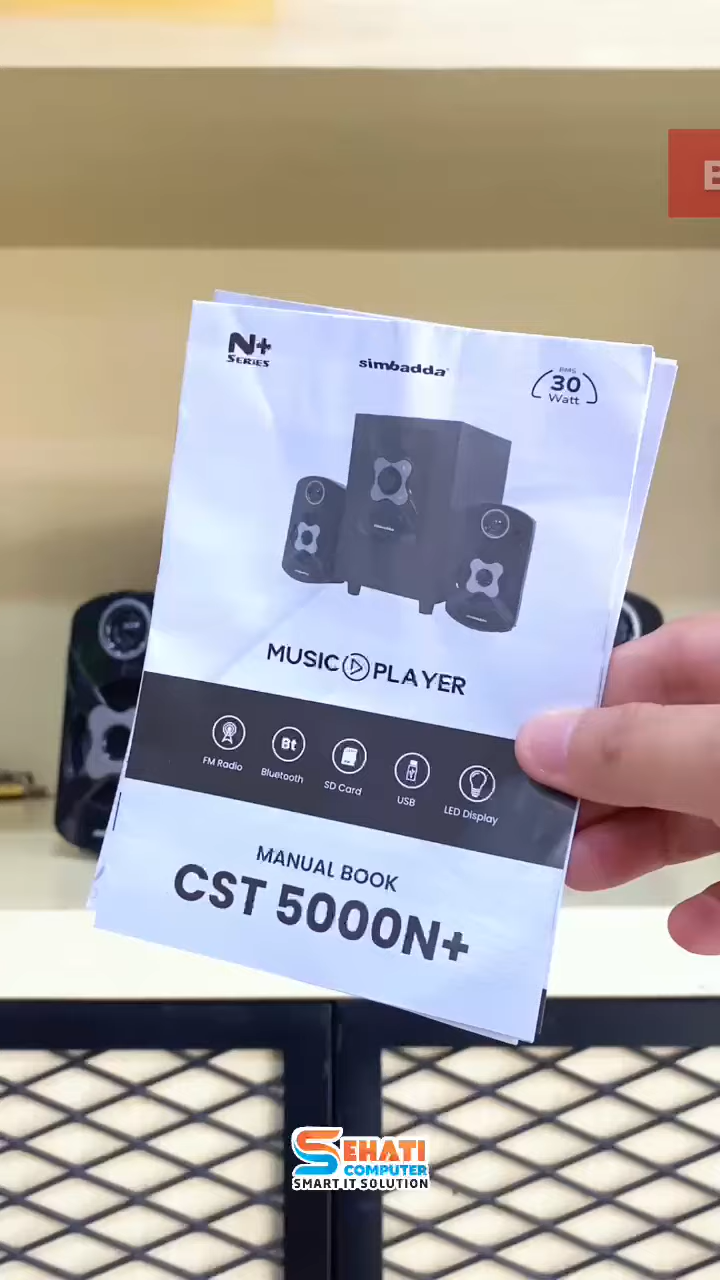 N+
SERIES
simbadda
RMS
30
Watt
MUSIC PLAYER
FM Radio
Bt
Bluetooth
SD Card
USB
LED Display
MANUAL BOOK
CST 5000N+
SEHATI
COMPUTER
SMART IT SOLUTION